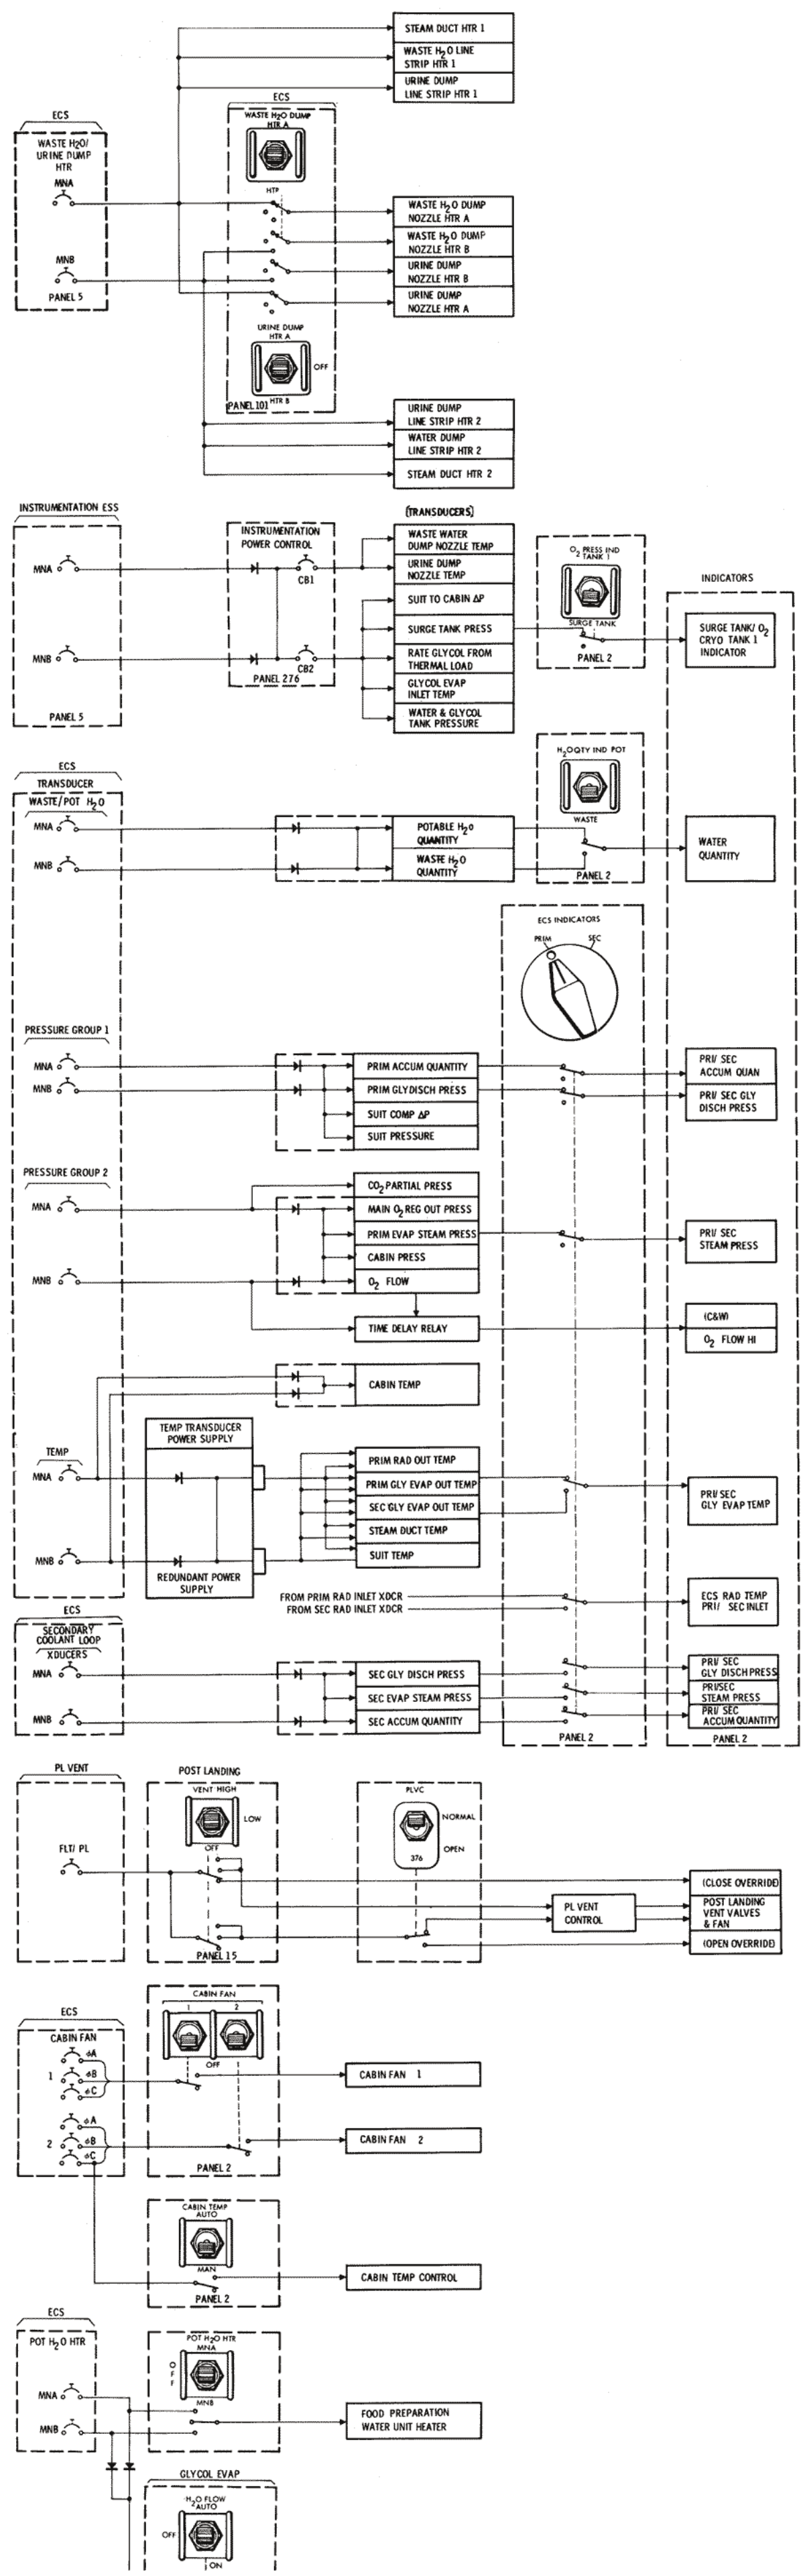 STEAM DUCT HTR 1
WASTE H2O LINE
STRIP HTR 1
URINE DUMP
LINE STRIP HTR 1
ECS
WASTE H2O/
URINE DUMP
HTR
MNA
MNB
PANEL 5
ECS
WASTE H2O DUMP
HTR A
HTP
URINE DUMP
HTR A
OFF
HTR B
PANEL 101
WASTE H2O DUMP
NOZZLE HTR A
WASTE H2O DUMP
NOZZLE HTR B
URINE DUMP
NOZZLE HTR B
URINE DUMP
NOZZLE HTR A
URINE DUMP
LINE STRIP HTR 2
WATER DUMP
LINE STRIP HTR 2
STEAM DUCT HTR 2
INSTRUMENTATION ESS
MNA
MNB
PANEL 5
INSTRUMENTATION
POWER CONTROL
CB1
CB2
PANEL 276
(TRANSDUCERS)
WASTE WATER
DUMP NOZZLE TEMP
URINE DUMP
NOZZLE TEMP
SUIT TO CABIN ΔP
SURGE TANK PRESS
RATE GLYCOL FROM
THERMAL LOAD
GLYCOL EVAP
INLET TEMP
WATER & GLYCOL
TANK PRESSURE
O2 PRESS IND
TANK 1
SURGE TANK
PANEL 2
INDICATORS
SURGE TANK/ O2
CRYO TANK 1
INDICATOR
ECS
TRANSDUCER
WASTE/POT H2O
MNA
MNB
POTABLE H2O
QUANTITY
WASTE H2O
QUANTITY
H2O QTY IND POT
WASTE
PANEL 2
WATER
QUANTITY
ECS INDICATORS
PRIM
SEC
PRESSURE GROUP 1
MNA
MNB
PRIM ACCUM QUANTITY
PRIM GLY DISCH PRESS
SUIT COMP ΔP
SUIT PRESSURE
PRI/ SEC
ACCUM QUAN
PRI/ SEC GLY
DISCH PRESS
PRESSURE GROUP 2
MNA
MNB
CO2 PARTIAL PRESS
MAIN O2 REG OUT PRESS
PRIM EVAP STEAM PRESS
CABIN PRESS
O2 FLOW
TIME DELAY RELAY
PRI/ SEC
STEAM PRESS
(C&W)
O2 FLOW HI
CABIN TEMP
TEMP
MNA
MNB
TEMP TRANSDUCER
POWER SUPPLY
REDUNDANT POWER
SUPPLY
PRIM RAD OUT TEMP
PRIM GLY EVAP OUT TEMP
SEC GLY EVAP OUT TEMP
STEAM DUCT TEMP
SUIT TEMP
PRI/ SEC
GLY EVAP TEMP
FROM PRIM RAD INLET XDCR
FROM SEC RAD INLET XDCR
ECS RAD TEMP
PRI/ SEC INLET
ECS
SECONDARY
COOLANT LOOP
XDUCERS
MNA
MNB
SEC GLY DISCH PRESS
SEC EVAP STEAM PRESS
SEC ACCUM QUANTITY
PANEL 2
PRI/ SEC
GLY DISCH PRESS
PRI/SEC
STEAM PRESS
PRI/ SEC
ACCUM QUANTITY
PANEL 2
PL VENT
FLT/ PL
POST LANDING
VENT HIGH
LOW
OFF
PANEL 15
PLVC
NORMAL
OPEN
376
PL VENT
CONTROL
(CLOSE OVERRIDE)
POST LANDING
VENT VALVES
& FAN
(OPEN OVERRIDE)
ECS
CABIN FAN
1
φA
φB
φC
2
φA
φB
φC
CABIN FAN
1 2
OFF
PANEL 2
CABIN FAN 1
CABIN FAN 2
CABIN TEMP
AUTO
MAN
PANEL 2
CABIN TEMP CONTROL
ECS
POT H2O HTR
MNA
MNB
POT H2O HTR
MNA
OFF
MNB
FOOD PREPARATION
WATER UNIT HEATER
GLYCOL EVAP
H2O FLOW
AUTO
OFF
ON